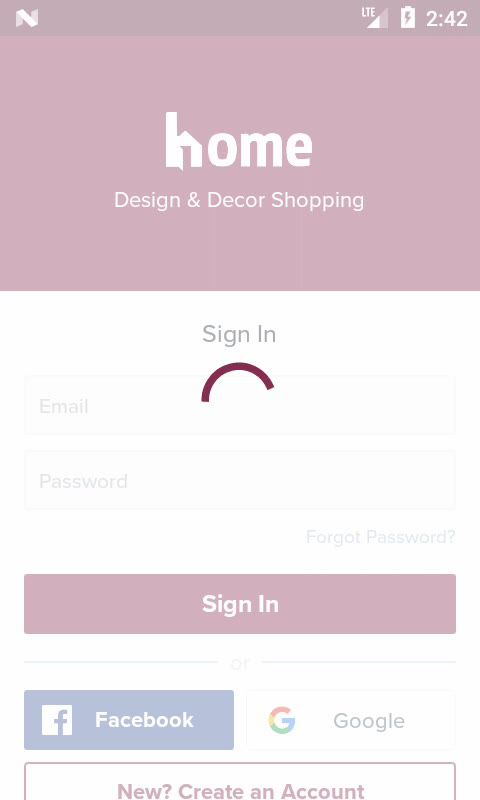 LTE 2:42
home
Design & Decor Shopping
Sign In
Email
Password
Forgot Password?
Sign In
or
Facebook
Google
New? Create an Account